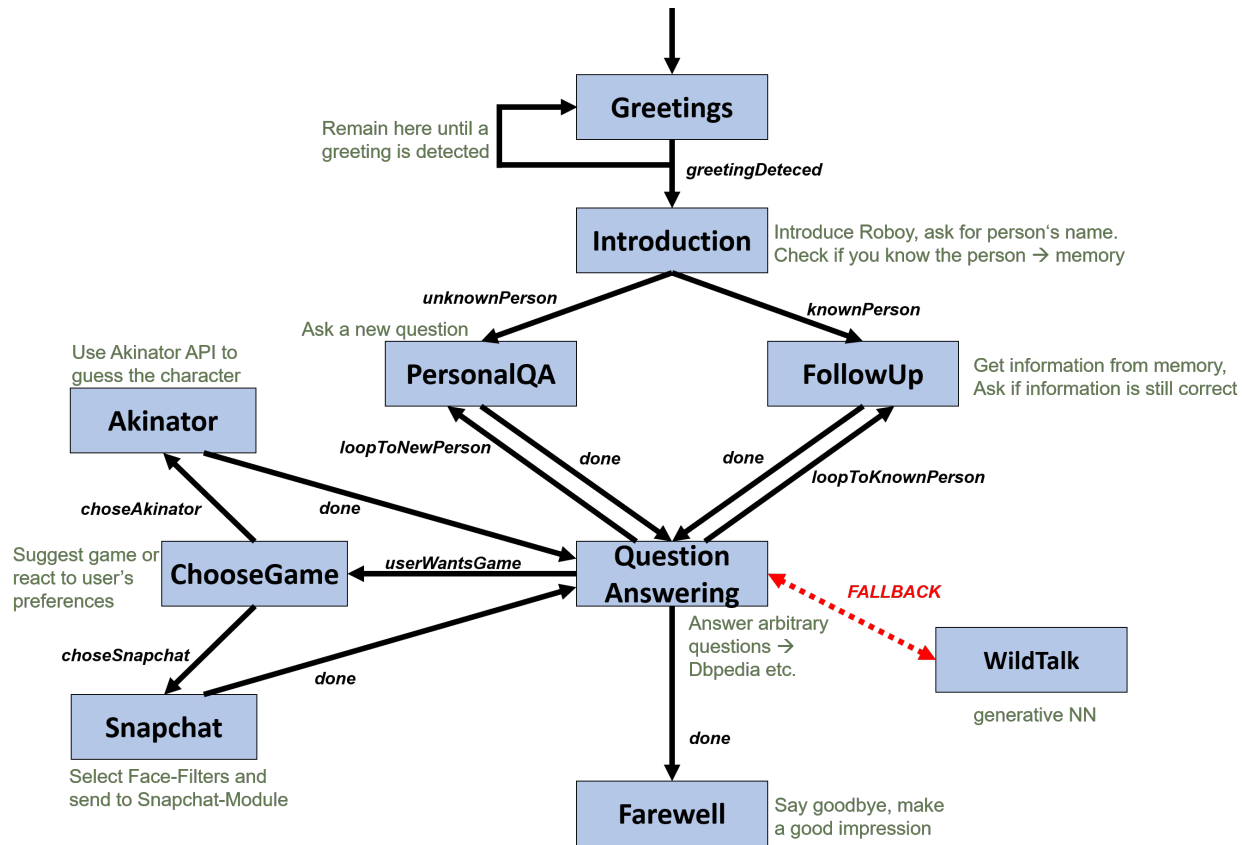 Greetings
Remain here until a
greeting is detected
greetingDeteced
Introduction
Introduce Roboy, ask for person‘s name.
Check if you know the person → memory
unknownPerson
knownPerson
Ask a new question
PersonalQA
FollowUp
Get information from memory,
Ask if information is still correct
Use Akinator API to
guess the character
Akinator
loopToNewPerson
done
done
loopToKnownPerson
choseAkinator
done
Suggest game or
react to user’s
preferences
ChooseGame
userWantsGame
Question
Answering
FALLBACK
Answer arbitrary
questions →
Dbpedia etc.
WildTalk
generative NN
choseSnapchat
done
Snapchat
Select Face-Filters and
send to Snapchat-Module
done
Farewell
Say goodbye, make
a good impression